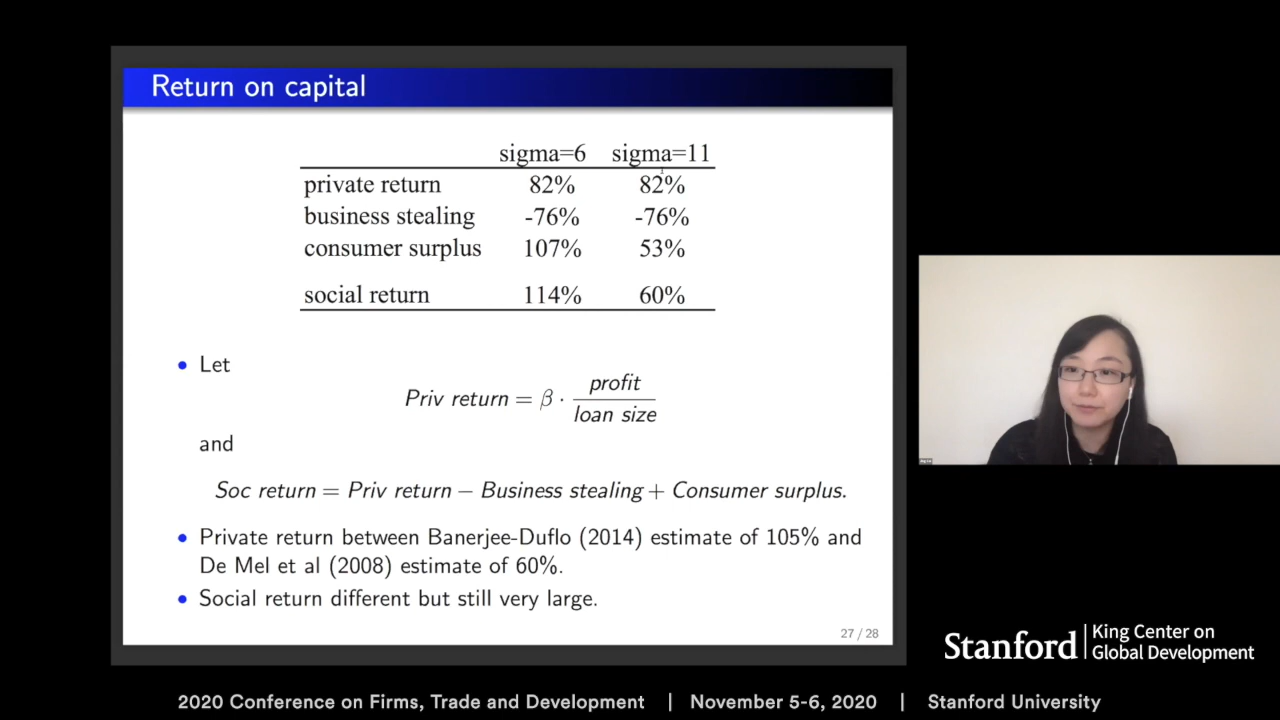 Return on capital
sigma=6 sigma=11
private return 82% 82%
business stealing -76% -76%
consumer surplus 107% 53%
social return 114% 60%
• Let
Priv return = β · profit / loan size
and
Soc return = Priv return − Business stealing + Consumer surplus.
• Private return between Banerjee-Duflo (2014) estimate of 105% and
De Mel et al (2008) estimate of 60%.
• Social return different but still very large.
27 / 28
Stanford | King Center on
Global Development
2020 Conference on Firms, Trade and Development | November 5-6, 2020 | Stanford University